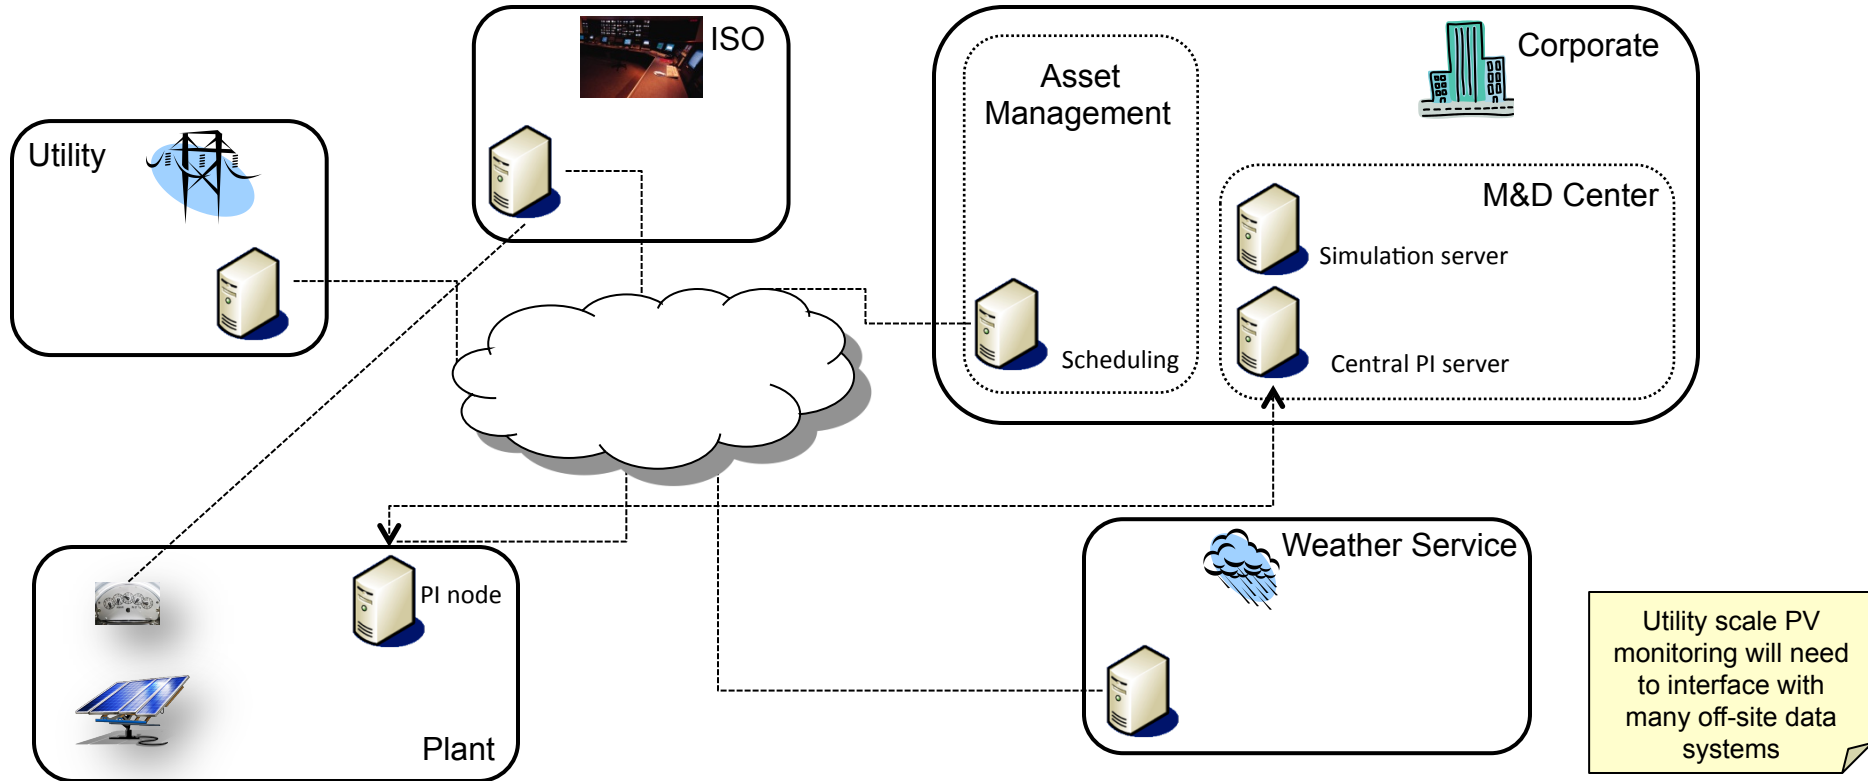 ISO
Corporate
Asset
Management
Utility
M&D Center
Simulation server
Scheduling
Central PI server
PI node
Weather Service
Plant
Utility scale PV
monitoring will need
to interface with
many off-site data
systems